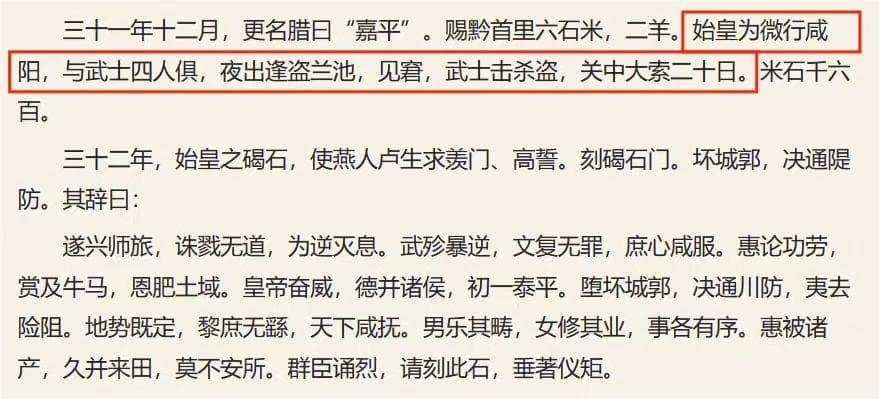 三十一年十二月，更名腊曰“嘉平”。赐黔首里六石米，二羊。始皇为微行咸
阳，与武士四人俱，夜出逢盗兰池，见窘，武士击杀盗，关中大索二十日。米石千六
百。
三十二年，始皇之碣石，使燕人卢生求羡门、高誓。刻碣石门。坏城郭，决通隄
防。其辞曰：
遂兴师旅，诛戮无道，为逆灭息。武殄暴逆，文复无罪，庶心咸服。惠论功劳，
赏及牛马，恩肥土域。皇帝奋威，德并诸侯，初一泰平。堕坏城郭，决通川防，夷去
险阻。地势既定，黎庶无繇，天下咸抚。男乐其畴，女修其业，事各有序。惠被诸
产，久并来田，莫不安所。群臣诵烈，请刻此石，垂著仪矩。